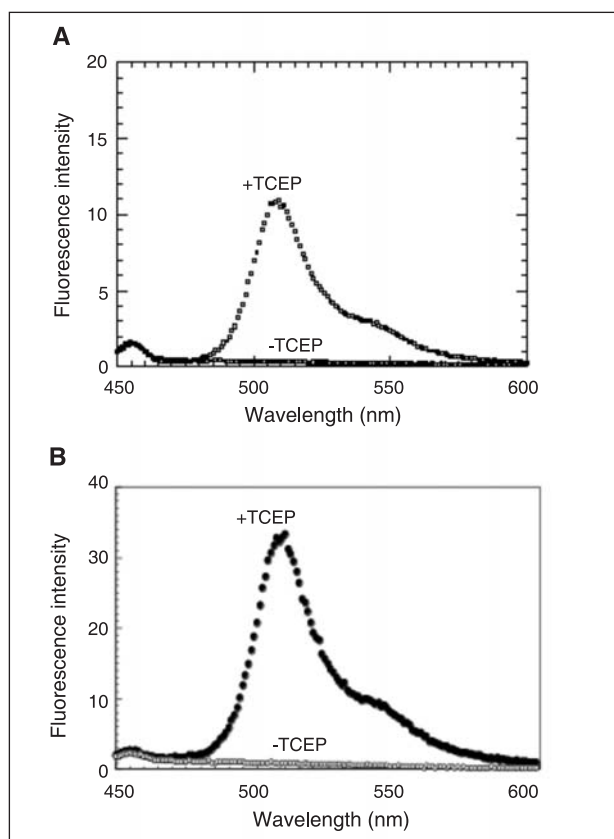 A
20
15
10
5
0
Fluorescence intensity
+TCEP
-TCEP
450 500 550 600
Wavelength (nm)
B
40
30
20
10
0
Fluorescence intensity
+TCEP
-TCEP
450 500 550 600
Wavelength (nm)